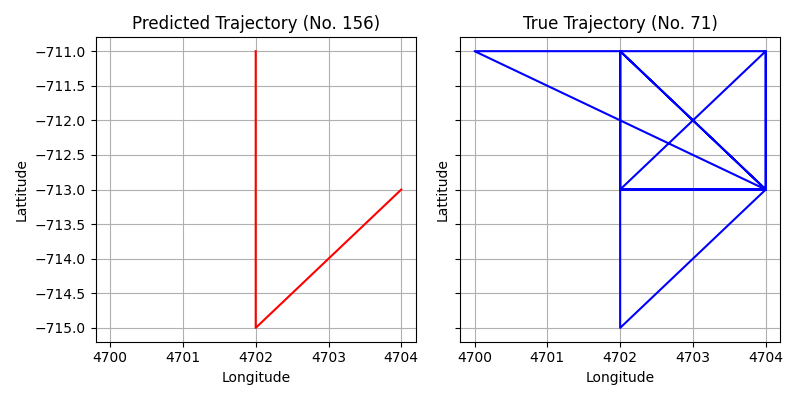 Predicted Trajectory (No. 156)
True Trajectory (No. 71)
Lattitude
−711.0
−711.5
−712.0
−712.5
−713.0
−713.5
−714.0
−714.5
−715.0
4700 4701 4702 4703 4704
Longitude
Lattitude
4700 4701 4702 4703 4704
Longitude